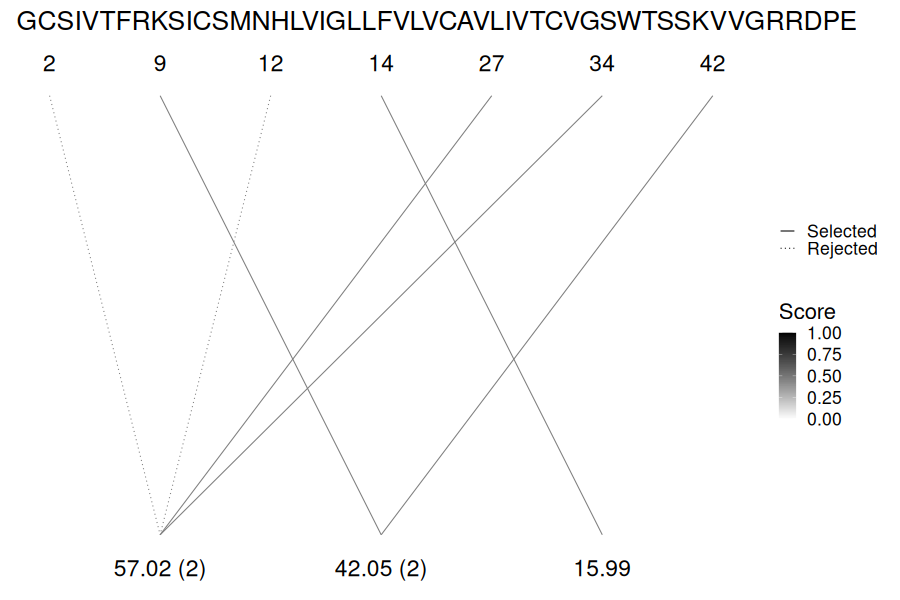 GCSIVTFRKSICSMNHLVIGLLFVLVCAVLIVTCVGSWTSSKVVGRRDPE
2 9 12 14 27 34 42
Selected
Rejected
Score
1.00
0.75
0.50
0.25
0.00
57.02 (2) 42.05 (2) 15.99